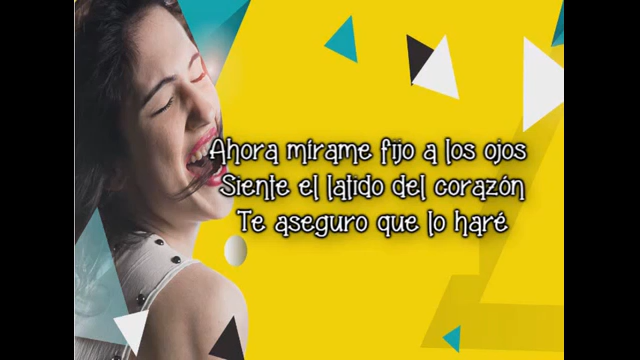 Ahora mírame fijo a los ojos
Siente el latido del corazón
Te aseguro que lo haré